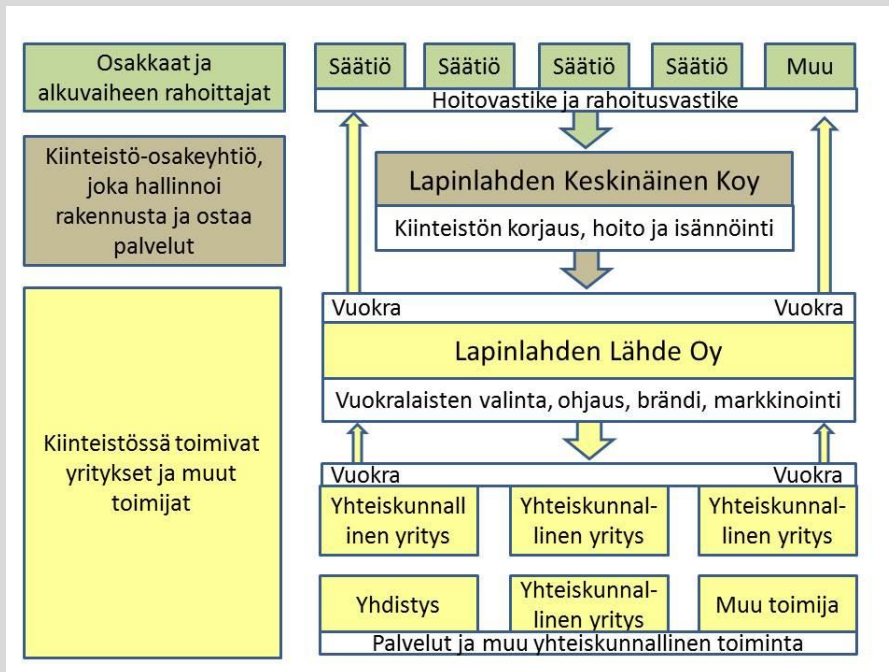 Osakkaat ja
alkuvaiheen rahoittajat
Säätiö Säätiö Säätiö Säätiö Muu
Hoitovastike ja rahoitusvastike
Kiinteistö-osakeyhtiö,
joka hallinnoi
rakennusta ja ostaa
palvelut
Lapinlahden Keskinäinen Koy
Kiinteistön korjaus, hoito ja isännöinti
Kiinteistössä toimivat
yritykset ja muut
toimijat
Vuokra Vuokra
Lapinlahden Lähde Oy
Vuokralaisten valinta, ohjaus, brändi, markkinointi
Vuokra Vuokra
Yhteiskunnall
inen yritys
Yhteiskunnal-
linen yritys
Yhteiskunnal-
linen yritys
Yhdistys
Yhteiskunnal-
linen yritys
Muu toimija
Palvelut ja muu yhteiskunnallinen toiminta